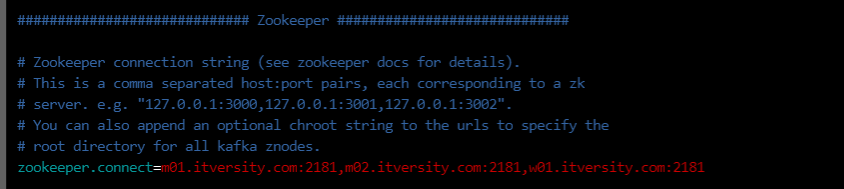 ############################# Zookeeper #############################
# Zookeeper connection string (see zookeeper docs for details).
# This is a comma separated host:port pairs, each corresponding to a zk
# server. e.g. "127.0.0.1:3000,127.0.0.1:3001,127.0.0.1:3002".
# You can also append an optional chroot string to the urls to specify the
# root directory for all kafka znodes.
zookeeper.connect=m01.itversity.com:2181,m02.itversity.com:2181,w01.itversity.com:2181